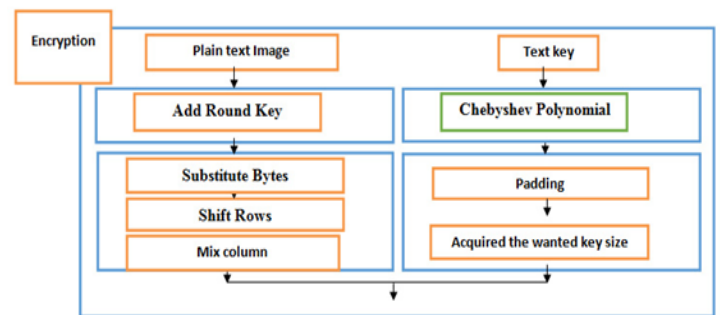 Encryption
Plain text Image
Text key
Add Round Key
Chebyshev Polynomial
Substitute Bytes
Shift Rows
Mix column
Padding
Acquired the wanted key size